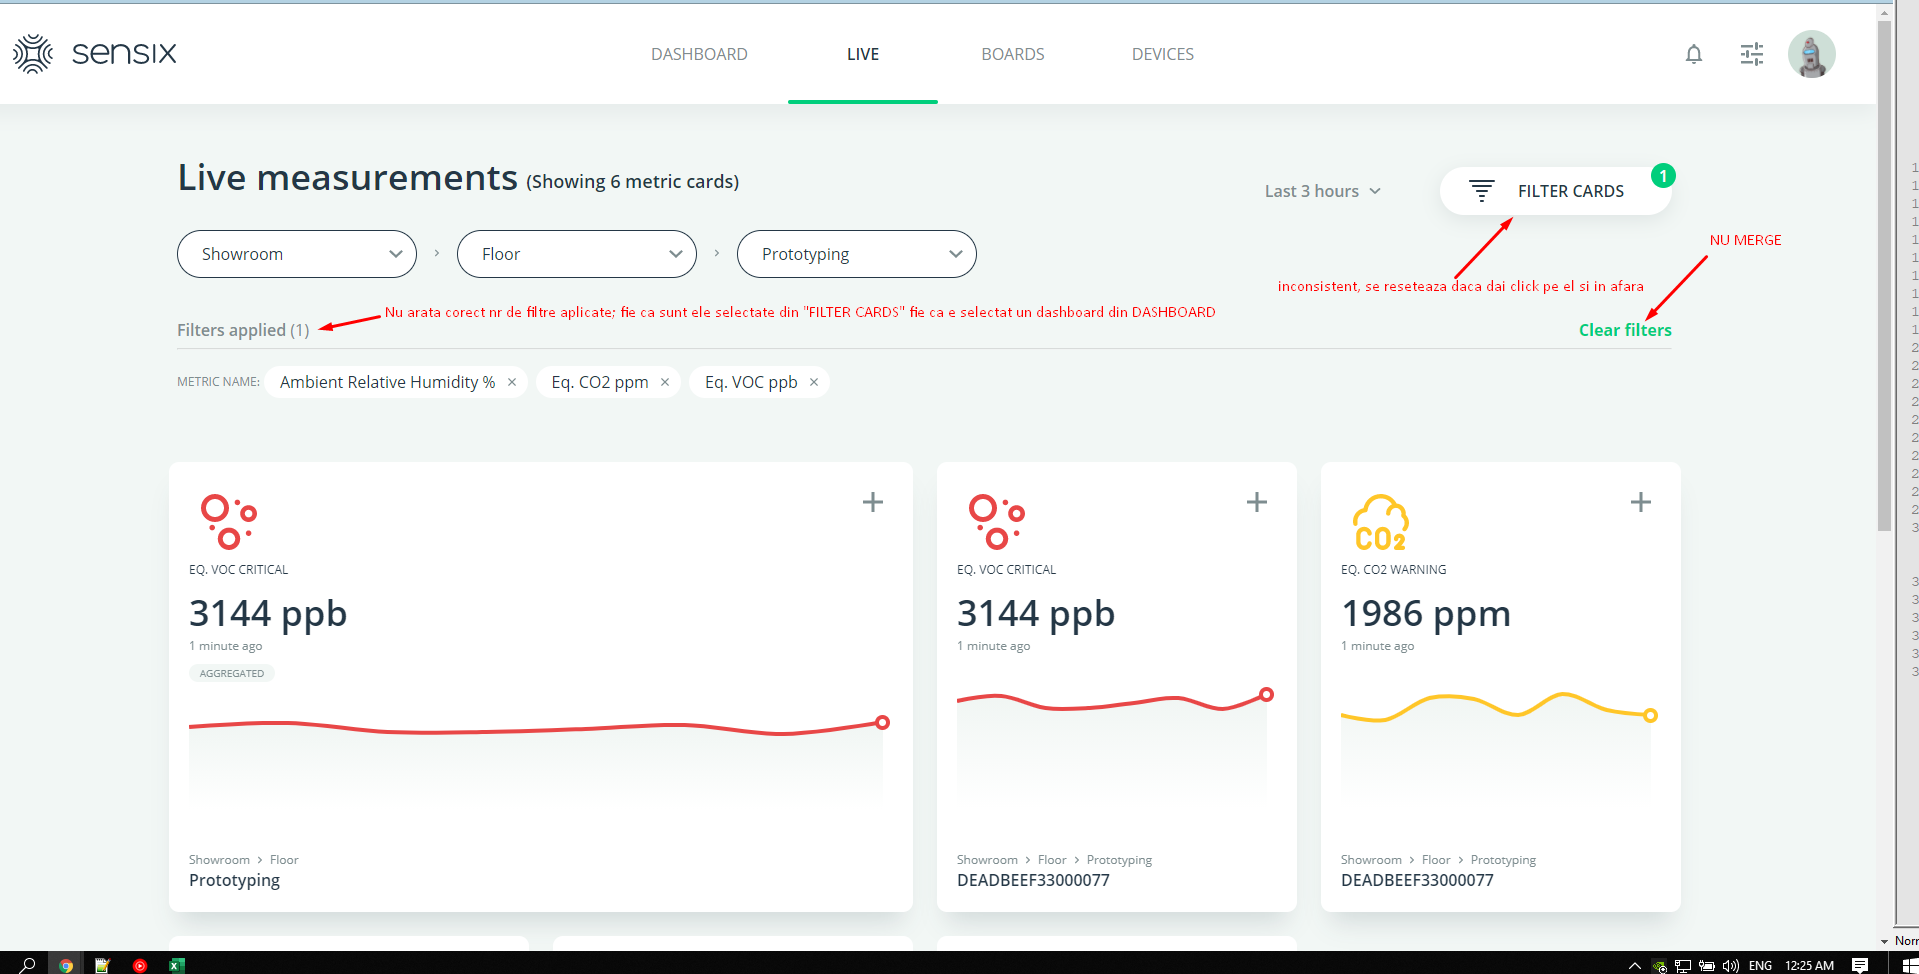 sensix
DASHBOARD
LIVE
BOARDS
DEVICES
Live measurements (Showing 6 metric cards)
Last 3 hours
FILTER CARDS
1
NU MERGE
Showroom
Floor
Prototyping
inconsistent, se reseteaza daca dai click pe el si in afara
Nu arata corect nr de filtre aplicate; fie ca sunt ele selectate din "FILTER CARDS" fie ca e selectat un dashboard din DASHBOARD
Filters applied (1)
Clear filters
METRIC NAME:
Ambient Relative Humidity % ×
Eq. CO2 ppm ×
Eq. VOC ppb ×
EQ. VOC CRITICAL
3144 ppb
1 minute ago
AGGREGATED
Showroom > Floor
Prototyping
EQ. VOC CRITICAL
3144 ppb
1 minute ago
Showroom > Floor > Prototyping
DEADBEEF33000077
CO2
EQ. CO2 WARNING
1986 ppm
1 minute ago
Showroom > Floor > Prototyping
DEADBEEF33000077
ENG
12:25 AM